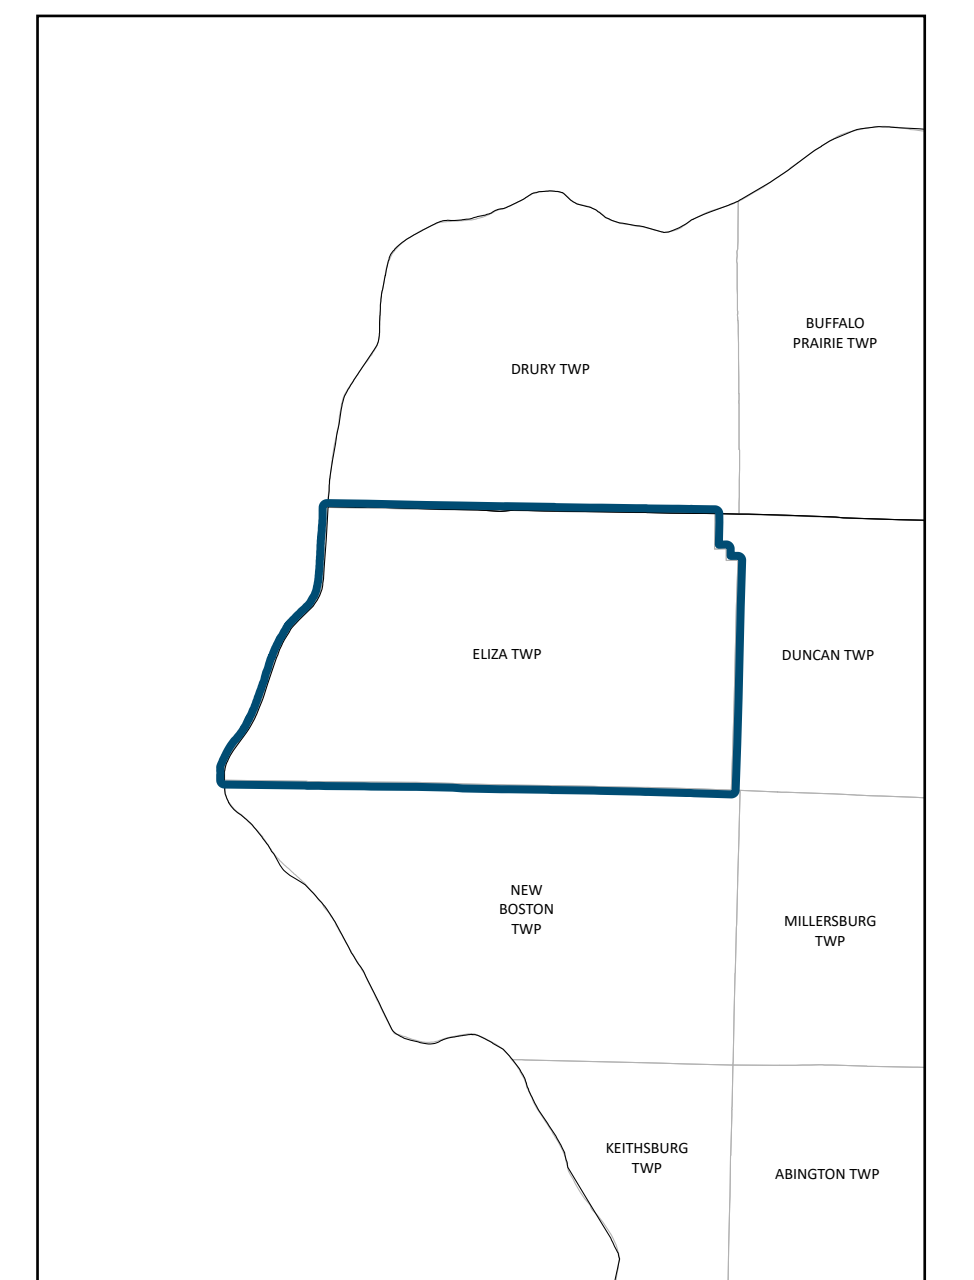 BUFFALO
PRAIRIE TWP
DRURY TWP
ELIZA TWP
DUNCAN TWP
NEW
BOSTON
TWP
MILLERSBURG
TWP
KEITHSBURG
TWP
ABINGTON TWP